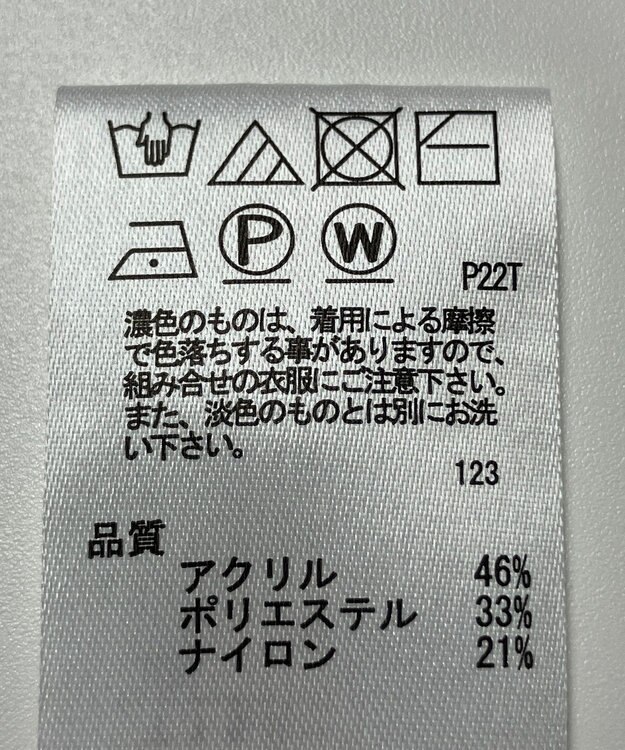 P W
P22T
濃色のものは、着用による摩擦
で色落ちする事がありますので、
組み合せの衣服にご注意下さい。
また、淡色のものとは別にお洗
い下さい。
123
品質
アクリル 46%
ポリエステル 33%
ナイロン 21%